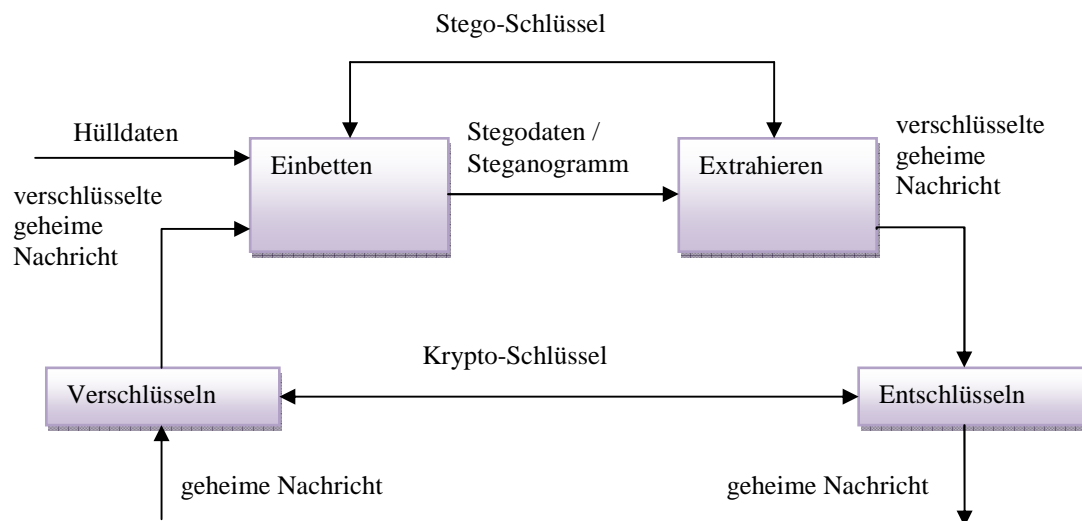 Stego-Schlüssel
Hülldaten
Einbetten
Stegodaten /
Steganogramm
Extrahieren
verschlüsselte
geheime
Nachricht
verschlüsselte
geheime
Nachricht
Krypto-Schlüssel
Verschlüsseln
Entschlüsseln
geheime Nachricht
geheime Nachricht